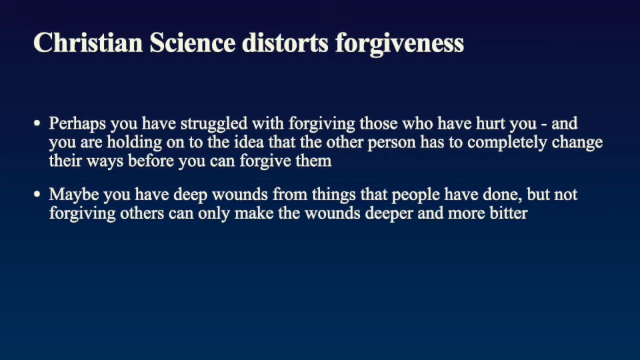 Christian Science distorts forgiveness
• Perhaps you have struggled with forgiving those who have hurt you - and
you are holding on to the idea that the other person has to completely change
their ways before you can forgive them
• Maybe you have deep wounds from things that people have done, but not
forgiving others can only make the wounds deeper and more bitter